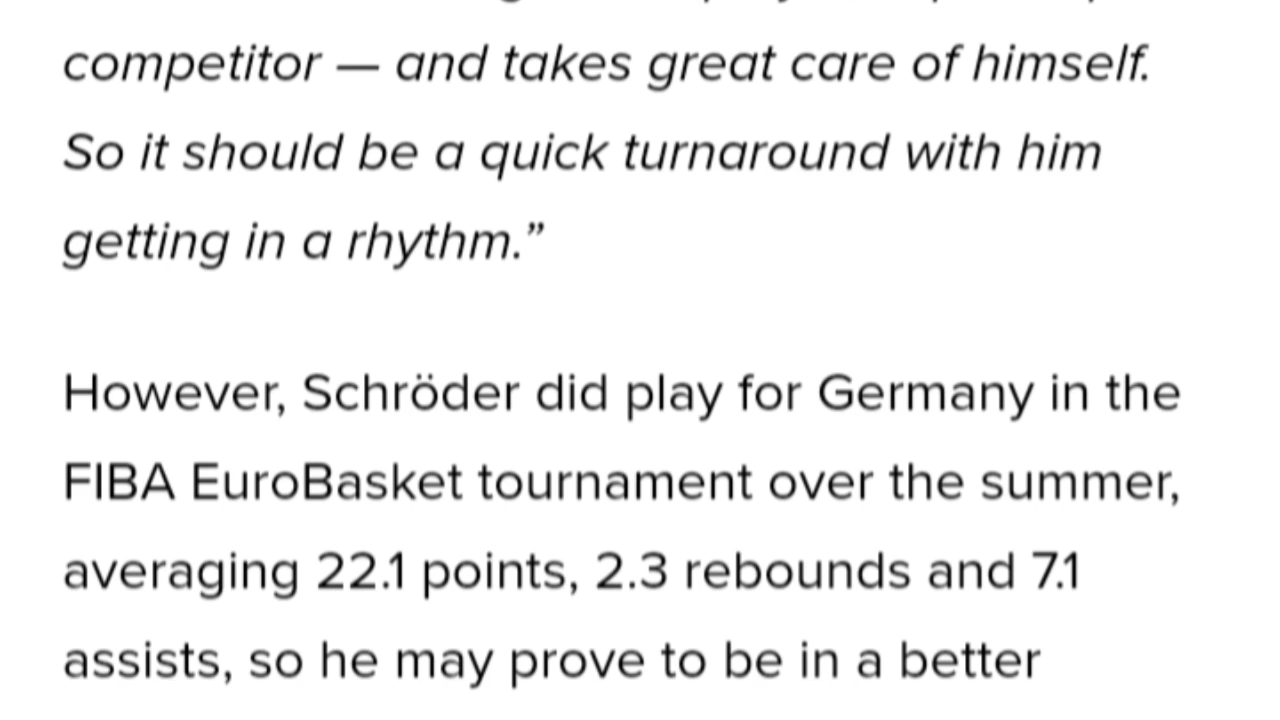 competitor — and takes great care of himself.
So it should be a quick turnaround with him
getting in a rhythm.”
However, Schröder did play for Germany in the
FIBA EuroBasket tournament over the summer,
averaging 22.1 points, 2.3 rebounds and 7.1
assists, so he may prove to be in a better